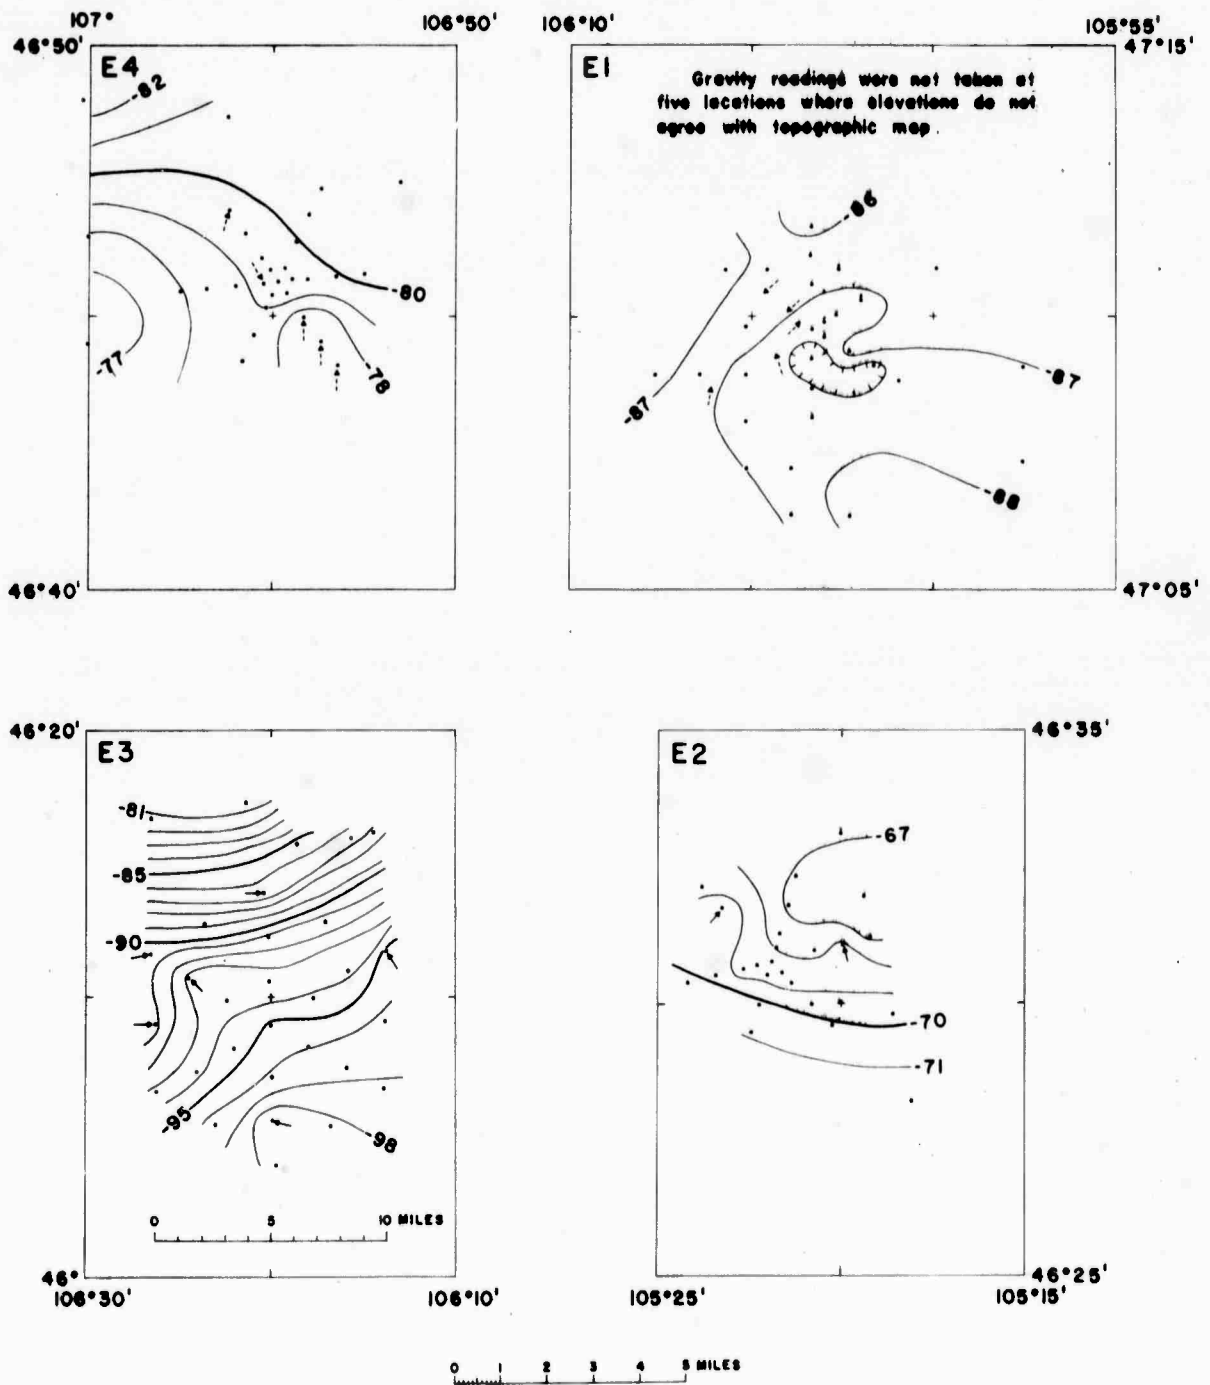 107° 106°50' 106°10' 105°55'
46°50' 47°15'
E4
-82
-80
-77
-78
46°40'
E1
Gravity readings were not taken at
five locations where elevations do not
agree with topographic map.
-86
-87
-87
-88
47°05'
46°20'
E3
-81
-85
-90
-95
-98
0 5 10 MILES
46°
106°30' 106°10'
46°35'
E2
-67
-70
-71
46°25'
105°25' 105°15'
0 1 2 3 4 5 MILES